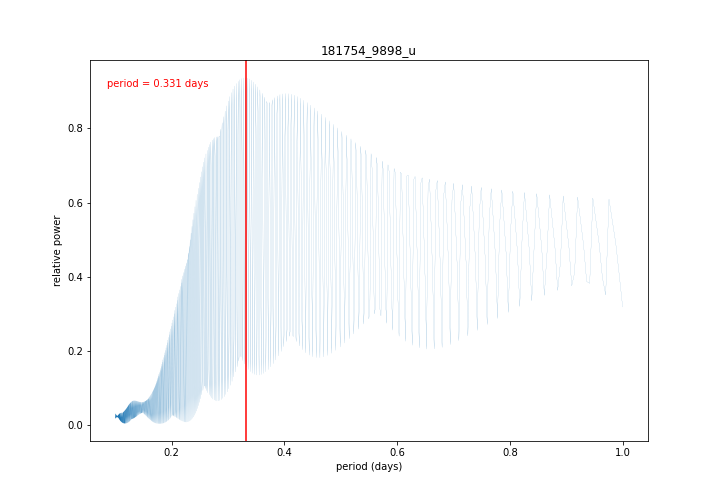 181754_9898_u
period = 0.331 days
relative power
0.8
0.6
0.4
0.2
0.0
0.2 0.4 0.6 0.8 1.0
period (days)